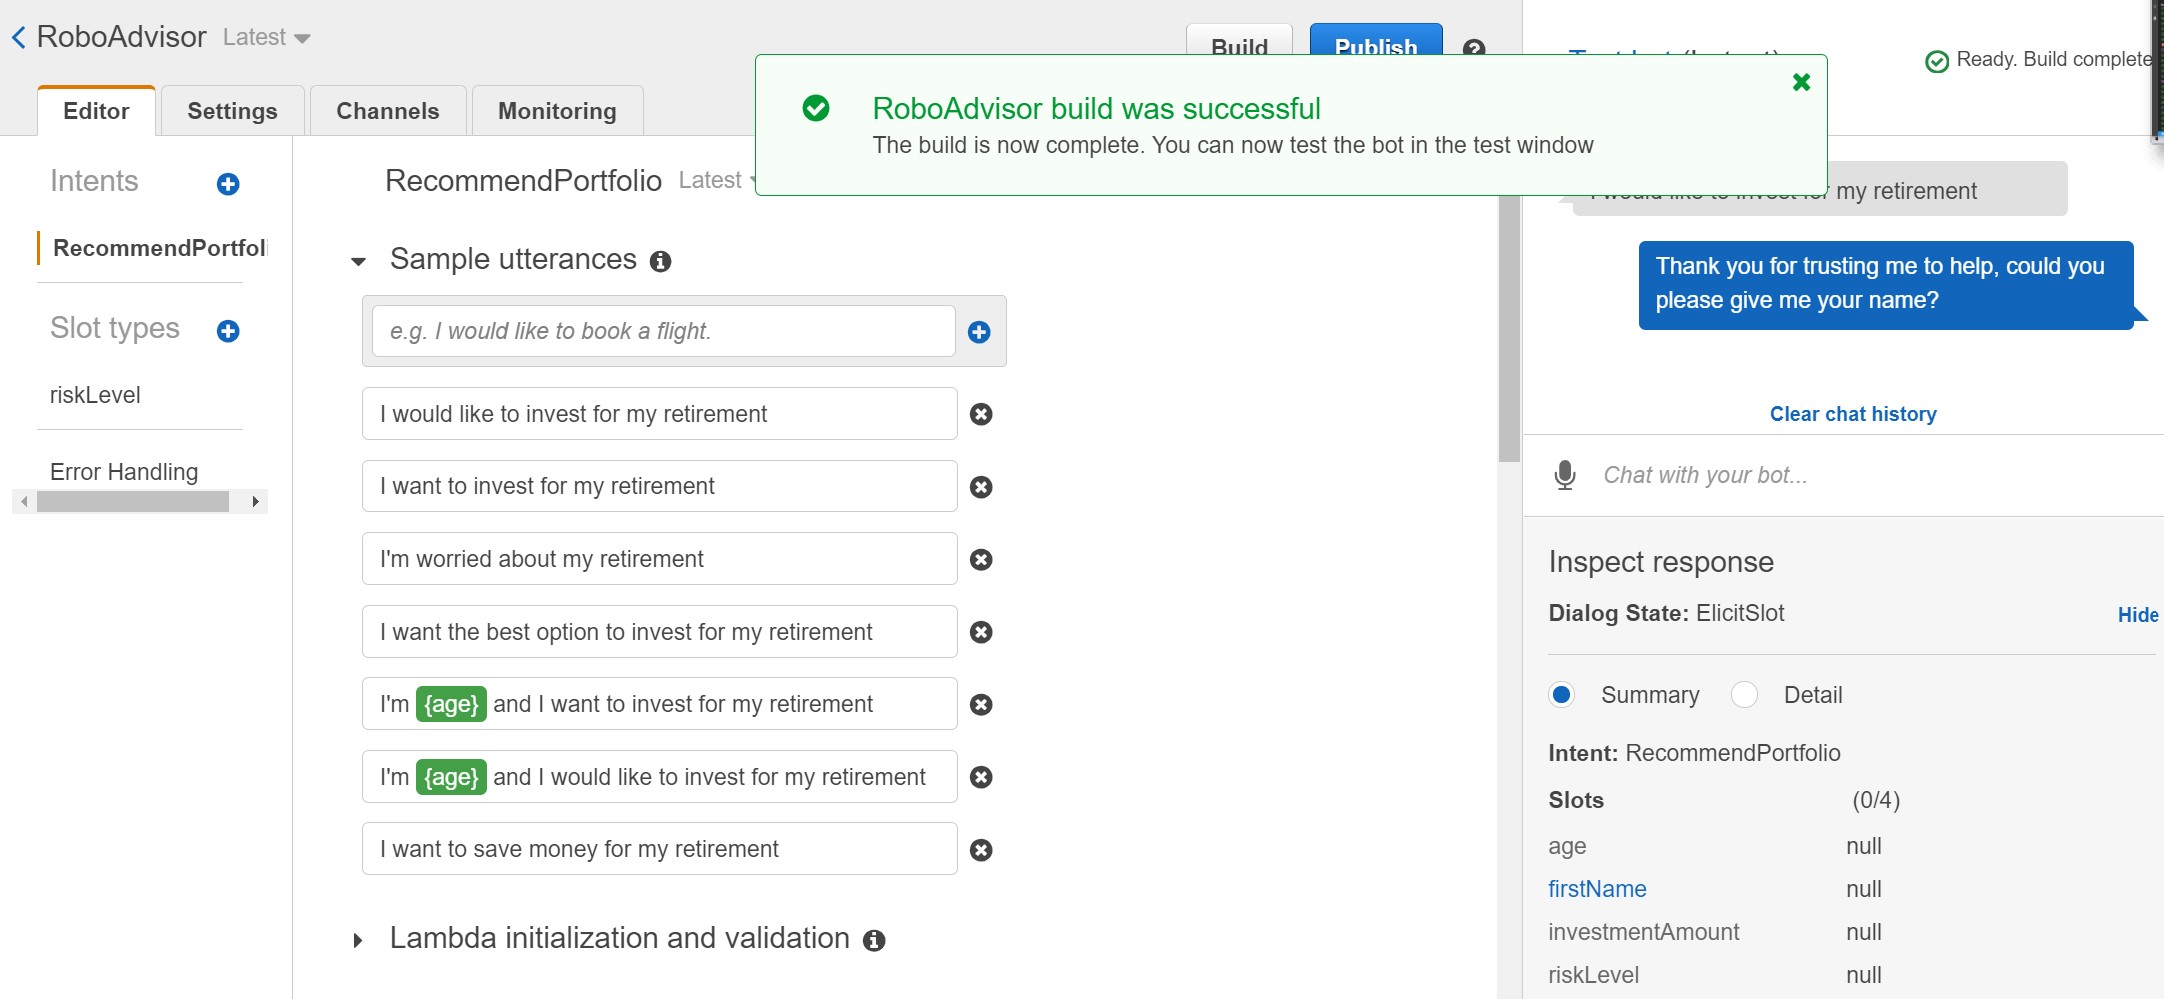 RoboAdvisor Latest
Build
Publish
?
Ready. Build complete
Editor
Settings
Channels
Monitoring
RoboAdvisor build was successful
The build is now complete. You can now test the bot in the test window
Intents
RecommendPortfoli
Slot types
riskLevel
Error Handling
RecommendPortfolio Latest
Sample utterances
e.g. I would like to book a flight.
I would like to invest for my retirement
I want to invest for my retirement
I'm worried about my retirement
I want the best option to invest for my retirement
I'm {age} and I want to invest for my retirement
I'm {age} and I would like to invest for my retirement
I want to save money for my retirement
Lambda initialization and validation
I would like to invest for my retirement
Thank you for trusting me to help, could you
please give me your name?
Clear chat history
Chat with your bot...
Inspect response
Dialog State: ElicitSlot
Hide
Summary
Detail
Intent: RecommendPortfolio
Slots (0/4)
age null
firstName null
investmentAmount null
riskLevel null